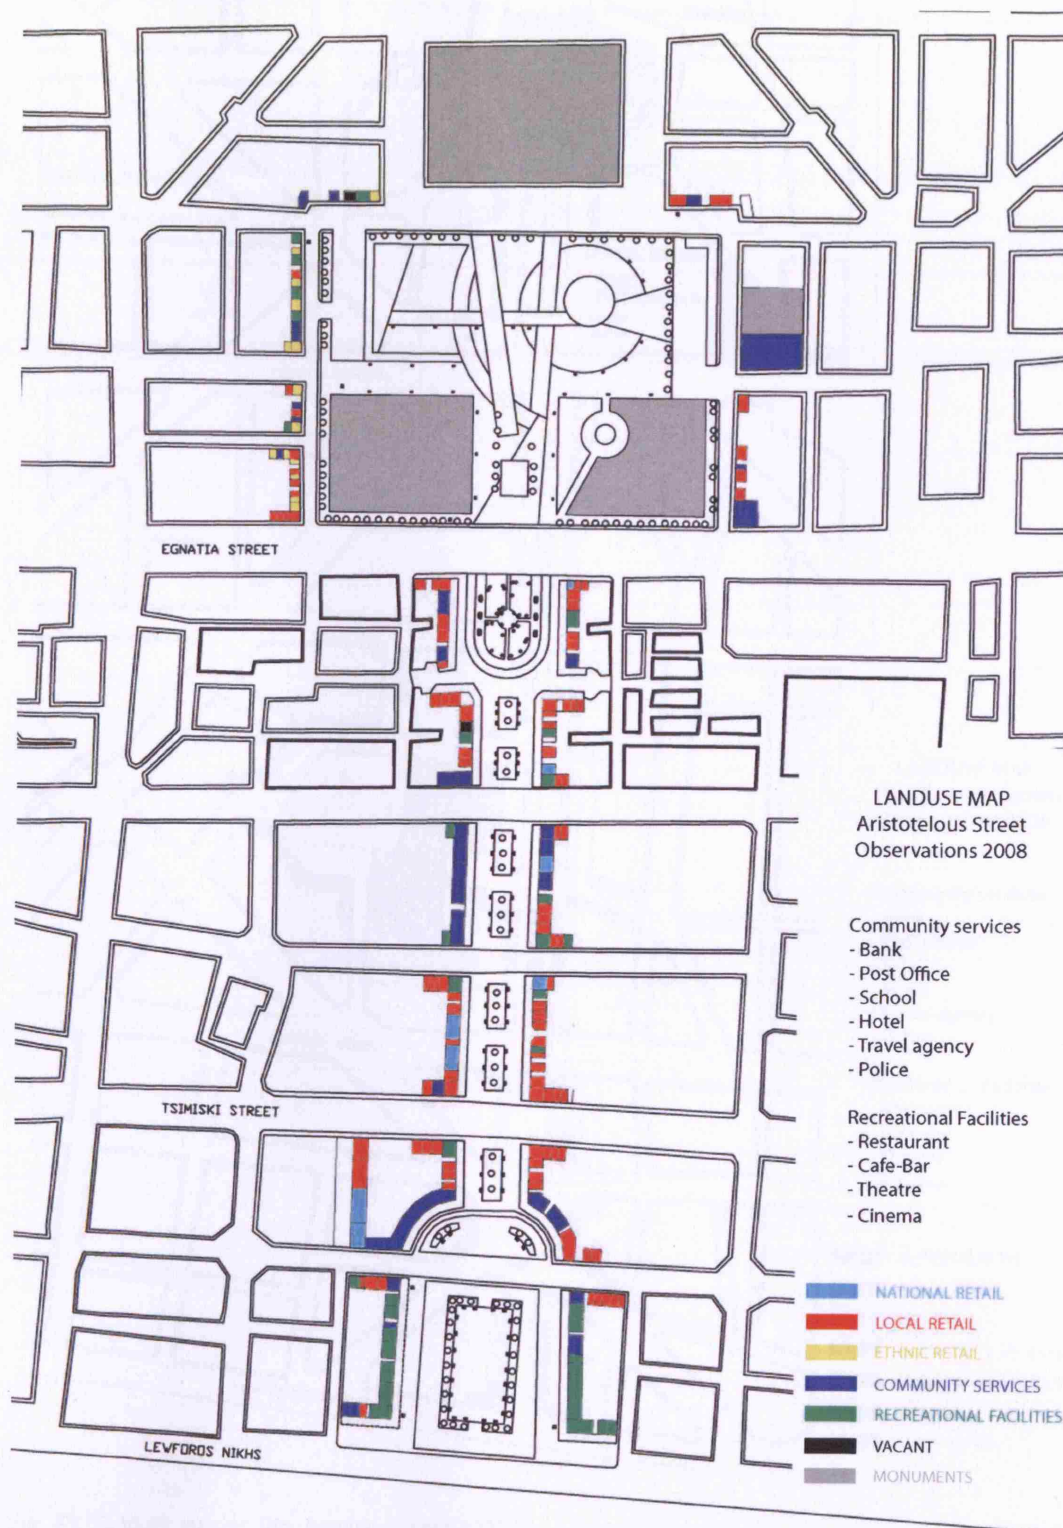 EGNATIA STREET
LANDUSE MAP
Aristotelous Street
Observations 2008
Community services
- Bank
- Post Office
- School
- Hotel
- Travel agency
- Police
TSIMISKI STREET
Recreational Facilities
- Restaurant
- Cafe-Bar
- Theatre
- Cinema
NATIONAL RETAIL
LOCAL RETAIL
ETHNIC RETAIL
COMMUNITY SERVICES
RECREATIONAL FACILITIES
VACANT
MONUMENTS
LEWFOROS NIKHS